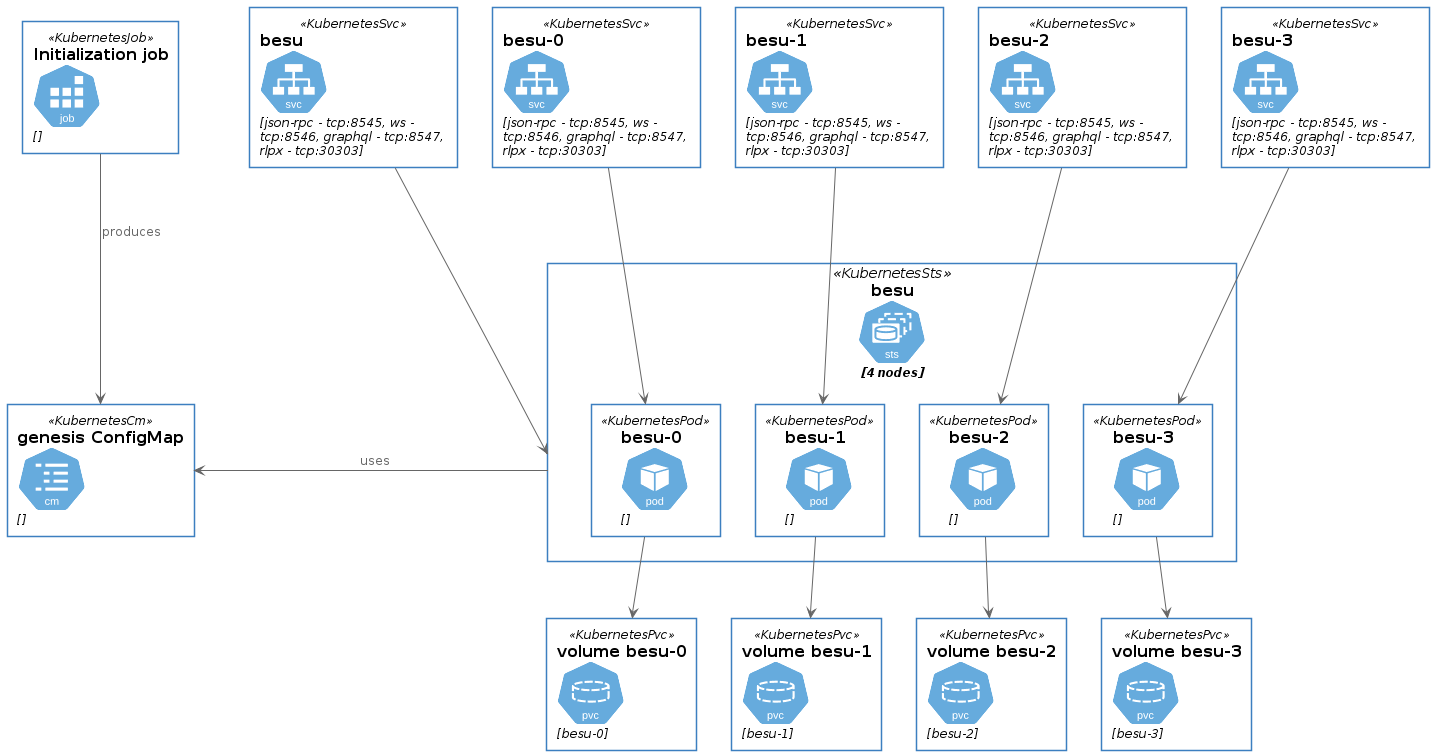 «KubernetesJob»
Initialization job
job
[]
«KubernetesSvc»
besu
svc
[json-rpc - tcp:8545, ws -
tcp:8546, graphql - tcp:8547,
rlpx - tcp:30303]
«KubernetesSvc»
besu-0
svc
[json-rpc - tcp:8545, ws -
tcp:8546, graphql - tcp:8547,
rlpx - tcp:30303]
«KubernetesSvc»
besu-1
svc
[json-rpc - tcp:8545, ws -
tcp:8546, graphql - tcp:8547,
rlpx - tcp:30303]
«KubernetesSvc»
besu-2
svc
[json-rpc - tcp:8545, ws -
tcp:8546, graphql - tcp:8547,
rlpx - tcp:30303]
«KubernetesSvc»
besu-3
svc
[json-rpc - tcp:8545, ws -
tcp:8546, graphql - tcp:8547,
rlpx - tcp:30303]
produces
«KubernetesSts»
besu
sts
[4 nodes]
«KubernetesCm»
genesis ConfigMap
cm
[]
uses
«KubernetesPod»
besu-0
pod
[]
«KubernetesPod»
besu-1
pod
[]
«KubernetesPod»
besu-2
pod
[]
«KubernetesPod»
besu-3
pod
[]
«KubernetesPvc»
volume besu-0
pvc
[besu-0]
«KubernetesPvc»
volume besu-1
pvc
[besu-1]
«KubernetesPvc»
volume besu-2
pvc
[besu-2]
«KubernetesPvc»
volume besu-3
pvc
[besu-3]